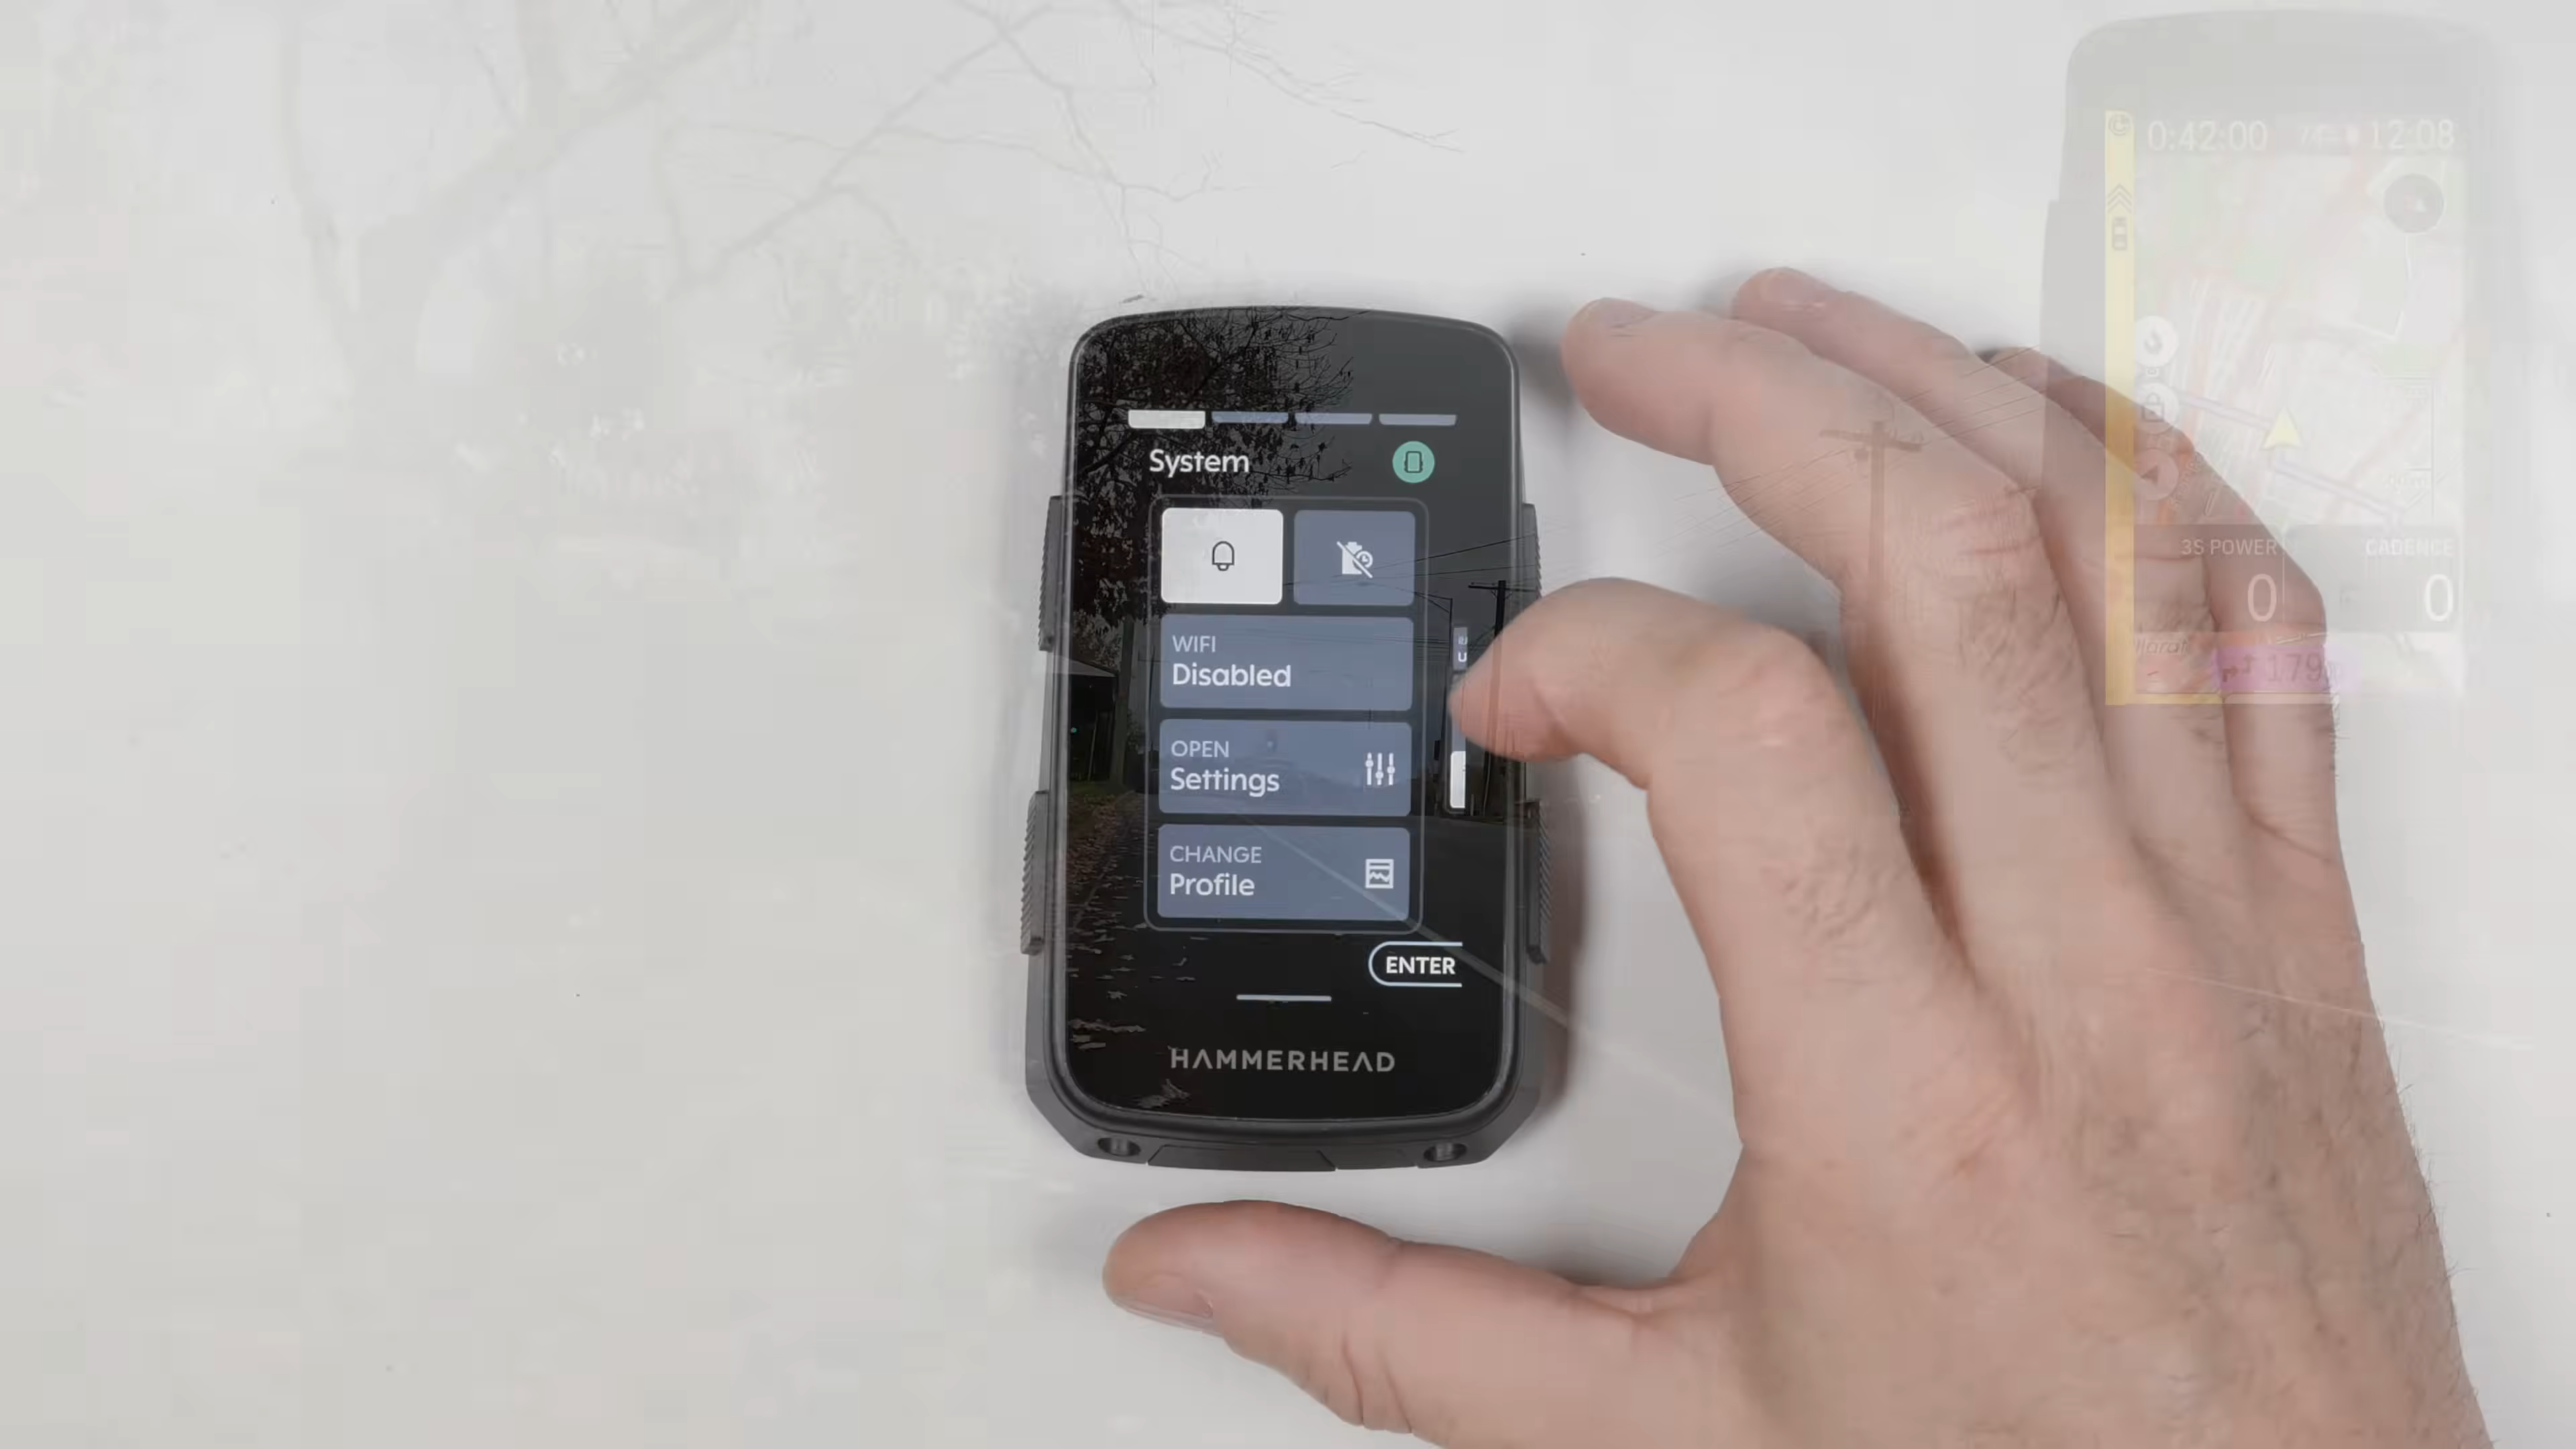 System
WIFI
Disabled
OPEN
Settings
CHANGE
Profile
ENTER
HAMMERHEAD
0:42:00 12:08
3S POWER CADENCE
0 0
179